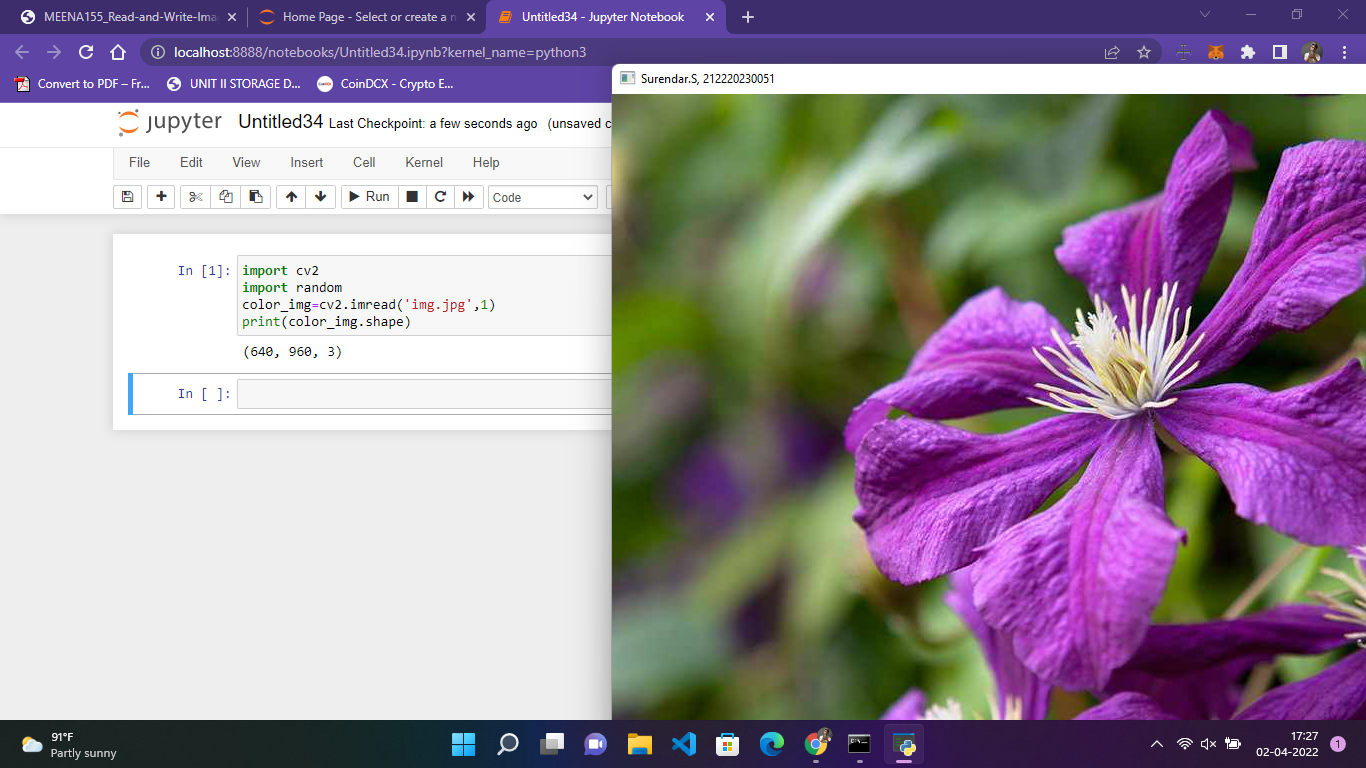 MEENA155_Read-and-Write-Ima
Home Page - Select or create a n
Untitled34 - Jupyter Notebook
localhost:8888/notebooks/Untitled34.ipynb?kernel_name=python3
Convert to PDF – Fr...
UNIT II STORAGE D...
CoinDCX - Crypto E...
Surendar.S, 212220230051
jupyter Untitled34 Last Checkpoint: a few seconds ago (unsaved c
File Edit View Insert Cell Kernel Help
Run Code
In [1]: import cv2
import random
color_img=cv2.imread('img.jpg',1)
print(color_img.shape)
(640, 960, 3)
In [ ]:
91°F
Partly sunny
17:27
02-04-2022
1